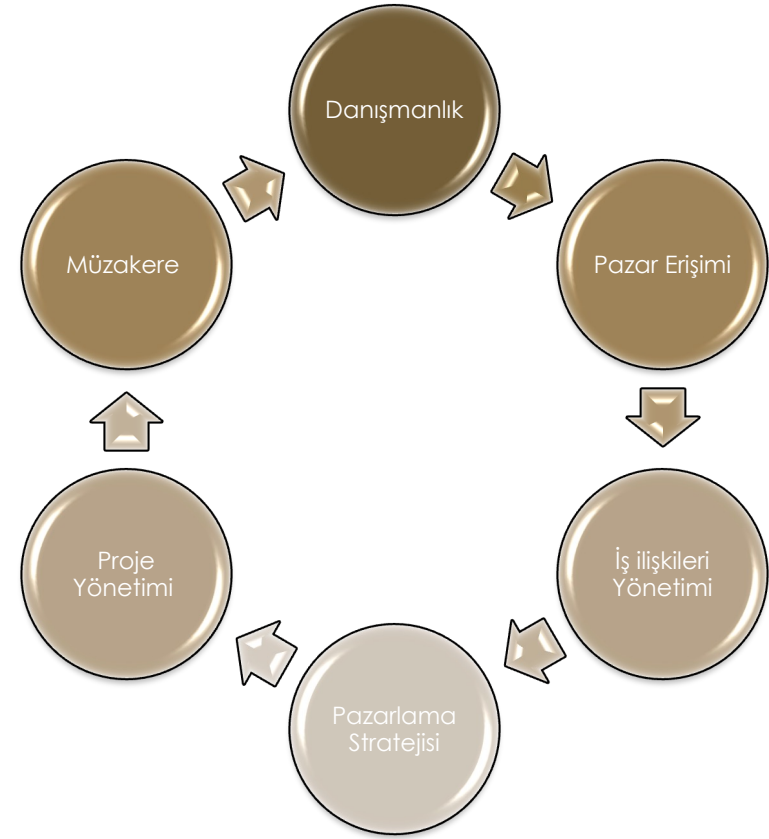 Danışmanlık
Pazar Erişimi
İş ilişkileri
Yönetimi
Pazarlama
Stratejisi
Proje
Yönetimi
Müzakere